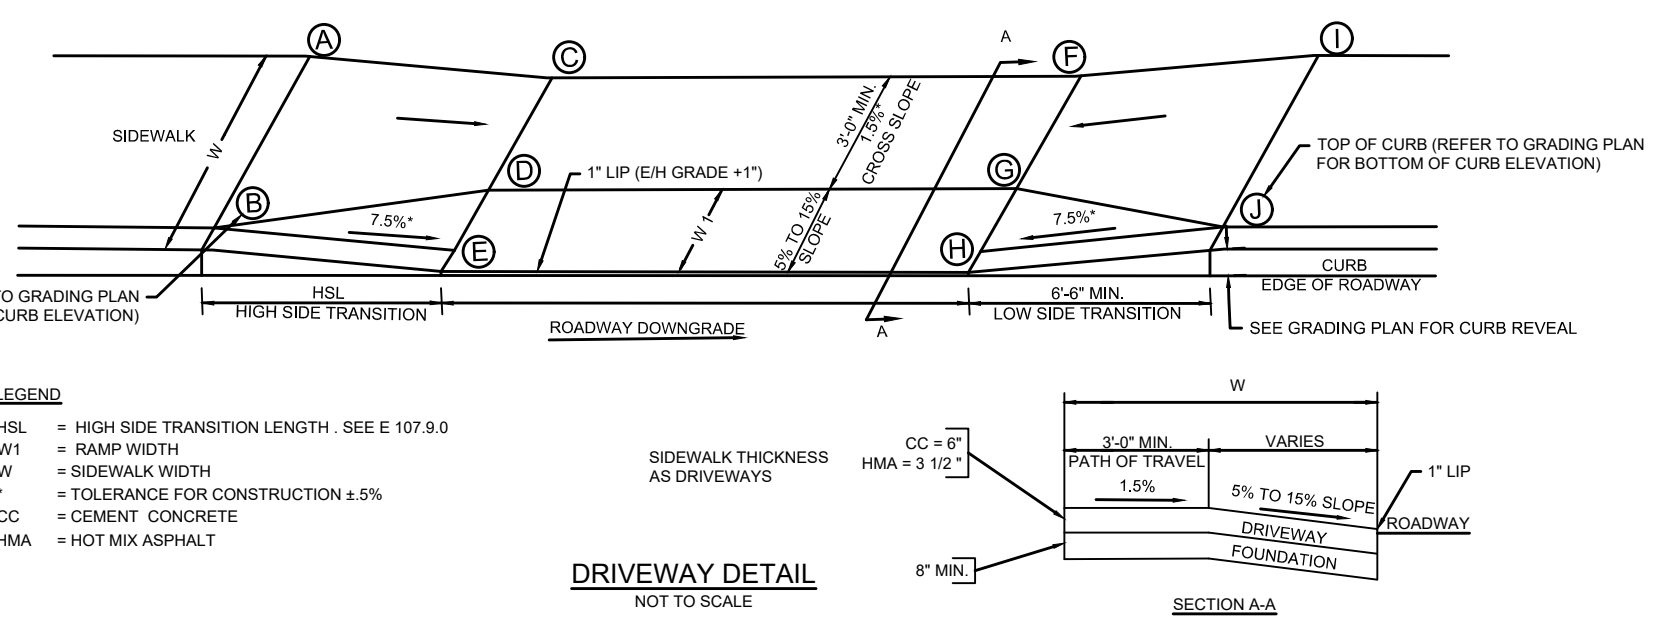 A
C
A
F
I
SIDEWALK
W
3'-0" MIN.
1.5%*
CROSS SLOPE
TOP OF CURB (REFER TO GRADING PLAN
FOR BOTTOM OF CURB ELEVATION)
D
1" LIP (E/H GRADE +1")
G
B
7.5%*
W 1
5% TO 15%
SLOPE
7.5%*
J
E
H
CURB
EDGE OF ROADWAY
TO GRADING PLAN
CURB ELEVATION)
HSL
HIGH SIDE TRANSITION
6'-6" MIN.
LOW SIDE TRANSITION
ROADWAY DOWNGRADE
A
SEE GRADING PLAN FOR CURB REVEAL
LEGEND
HSL = HIGH SIDE TRANSITION LENGTH . SEE E 107.9.0
W1 = RAMP WIDTH
W = SIDEWALK WIDTH
* = TOLERANCE FOR CONSTRUCTION ±.5%
CC = CEMENT CONCRETE
HMA = HOT MIX ASPHALT
SIDEWALK THICKNESS
AS DRIVEWAYS
CC = 6"
HMA = 3 1/2 "
8" MIN.
W
3'-0" MIN.
PATH OF TRAVEL
VARIES
1.5%
5% TO 15% SLOPE
1" LIP
ROADWAY
DRIVEWAY
FOUNDATION
SECTION A-A
DRIVEWAY DETAIL
NOT TO SCALE